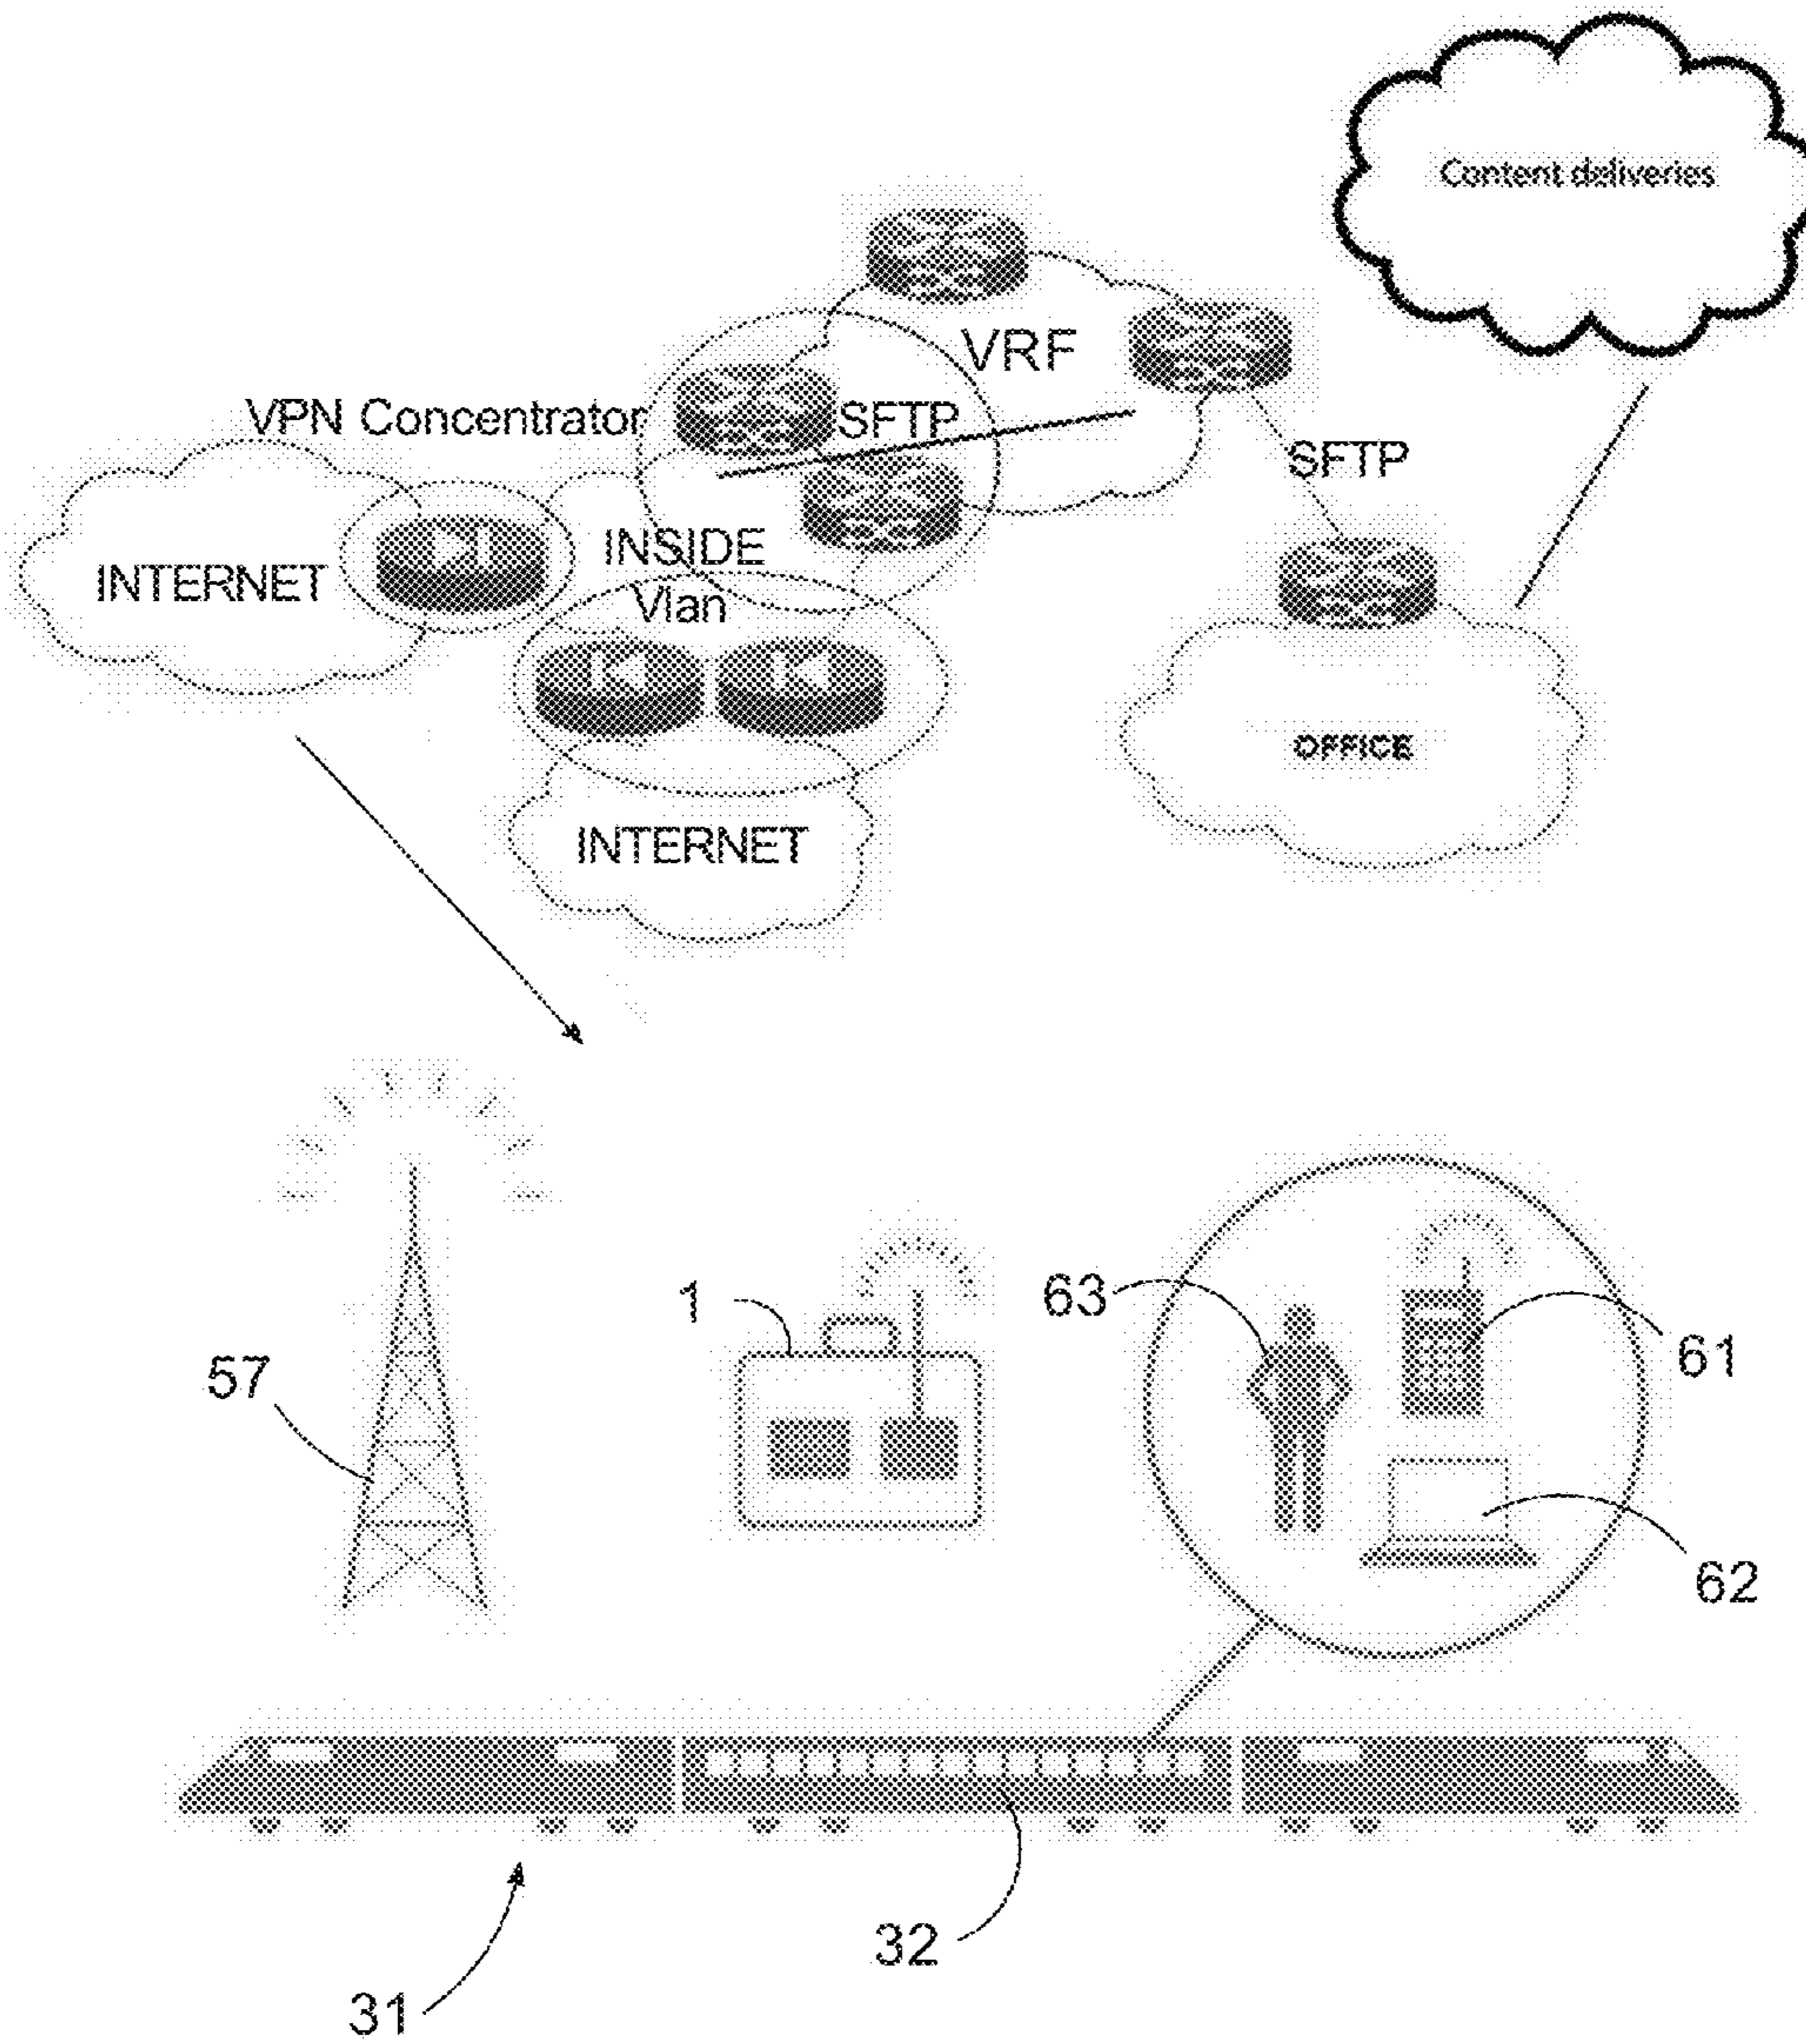 Content deliveries
VRF
VPN Concentrator
SFTP
SFTP
INSIDE
Vlan
INTERNET
OFFICE
INTERNET
1
63
61
57
62
32
31